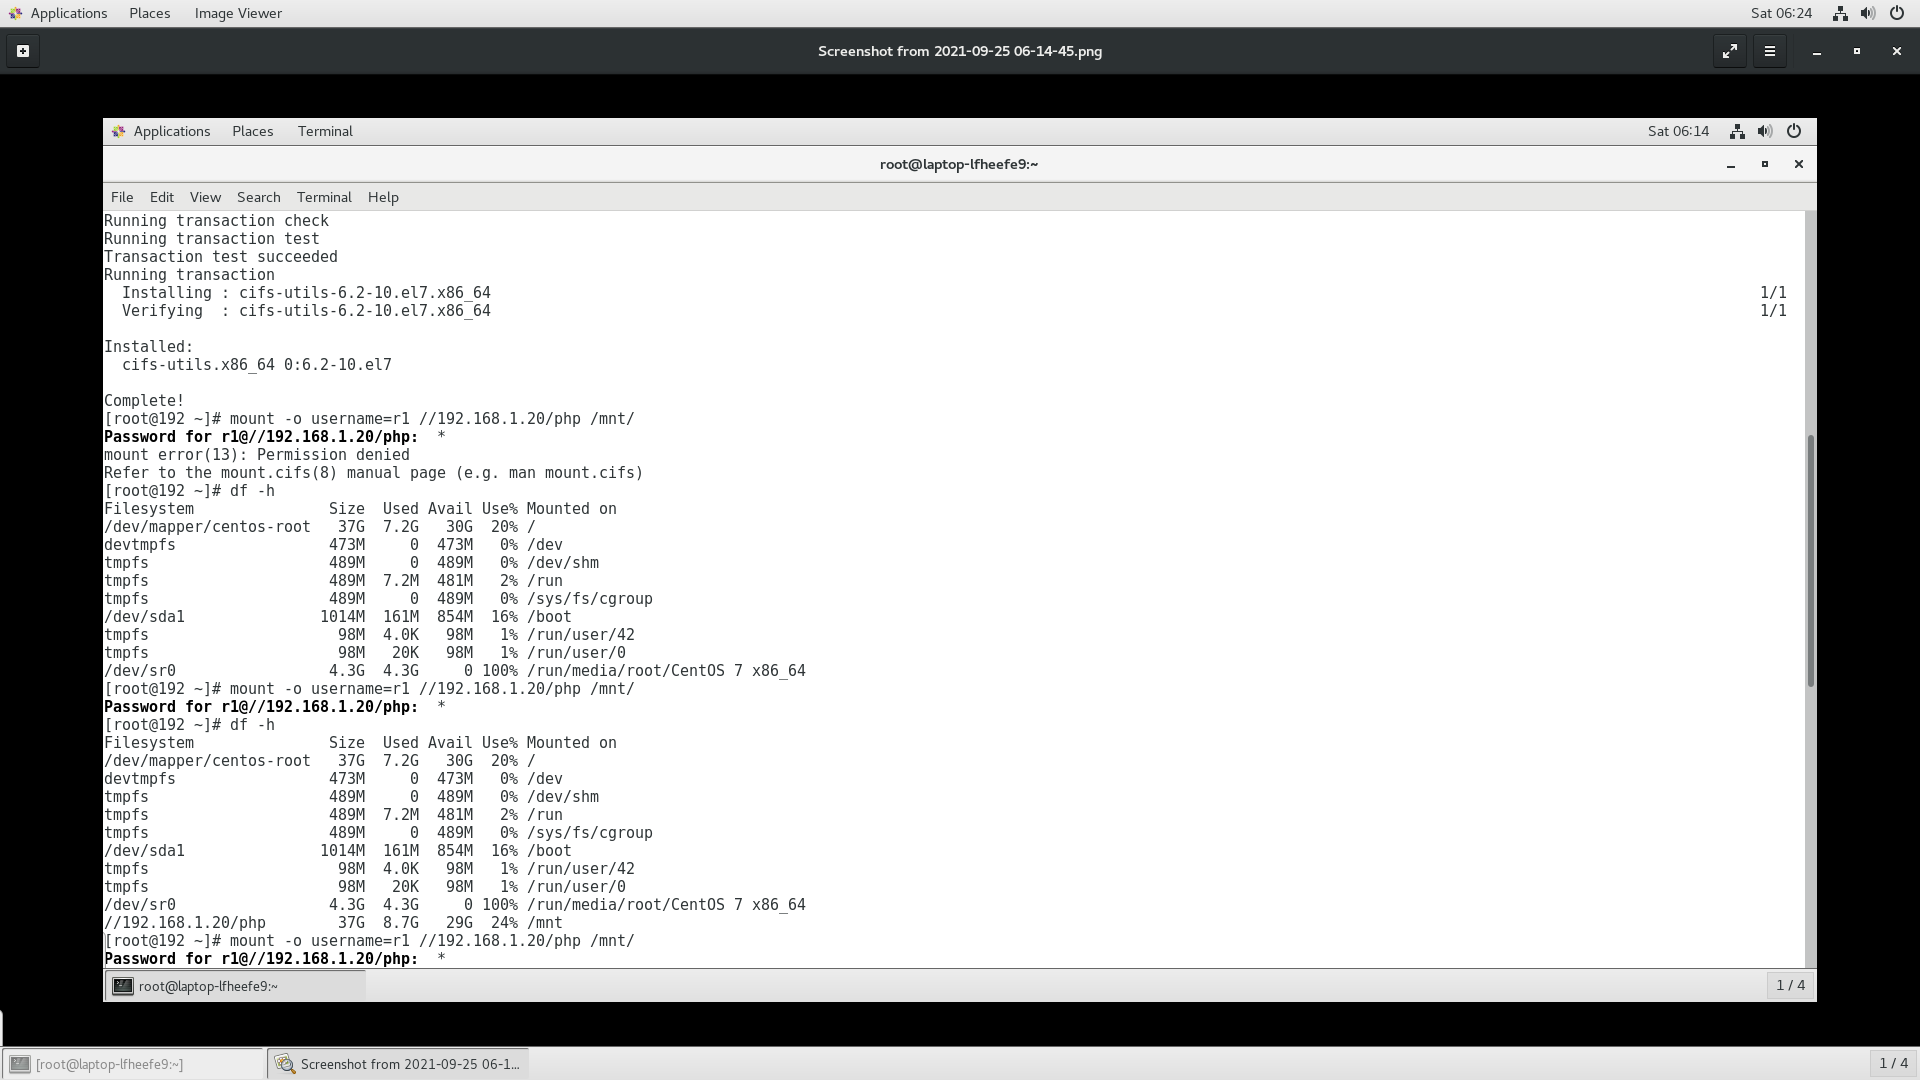 Applications Places Image Viewer Sat 06:24
Screenshot from 2021-09-25 06-14-45.png
Applications Places Terminal Sat 06:14
root@laptop-lfheefe9:~
File Edit View Search Terminal Help
Running transaction check
Running transaction test
Transaction test succeeded
Running transaction
  Installing : cifs-utils-6.2-10.el7.x86_64 1/1
  Verifying  : cifs-utils-6.2-10.el7.x86_64 1/1
Installed:
  cifs-utils.x86_64 0:6.2-10.el7
Complete!
[root@192 ~]# mount -o username=r1 //192.168.1.20/php /mnt/
Password for r1@//192.168.1.20/php:  *
mount error(13): Permission denied
Refer to the mount.cifs(8) manual page (e.g. man mount.cifs)
[root@192 ~]# df -h
Filesystem               Size  Used Avail Use% Mounted on
/dev/mapper/centos-root   37G  7.2G   30G  20% /
devtmpfs                 473M     0  473M   0% /dev
tmpfs                    489M     0  489M   0% /dev/shm
tmpfs                    489M  7.2M  481M   2% /run
tmpfs                    489M     0  489M   0% /sys/fs/cgroup
/dev/sda1               1014M  161M  854M  16% /boot
tmpfs                     98M  4.0K   98M   1% /run/user/42
tmpfs                     98M   20K   98M   1% /run/user/0
/dev/sr0                 4.3G  4.3G     0 100% /run/media/root/CentOS 7 x86_64
[root@192 ~]# mount -o username=r1 //192.168.1.20/php /mnt/
Password for r1@//192.168.1.20/php:  *
[root@192 ~]# df -h
Filesystem               Size  Used Avail Use% Mounted on
/dev/mapper/centos-root   37G  7.2G   30G  20% /
devtmpfs                 473M     0  473M   0% /dev
tmpfs                    489M     0  489M   0% /dev/shm
tmpfs                    489M  7.2M  481M   2% /run
tmpfs                    489M     0  489M   0% /sys/fs/cgroup
/dev/sda1               1014M  161M  854M  16% /boot
tmpfs                     98M  4.0K   98M   1% /run/user/42
tmpfs                     98M   20K   98M   1% /run/user/0
/dev/sr0                 4.3G  4.3G     0 100% /run/media/root/CentOS 7 x86_64
//192.168.1.20/php        37G  8.7G   29G  24% /mnt
[root@192 ~]# mount -o username=r1 //192.168.1.20/php /mnt/
Password for r1@//192.168.1.20/php:  *
root@laptop-lfheefe9:~ 1 / 4
[root@laptop-lfheefe9:~] Screenshot from 2021-09-25 06-1... 1 / 4